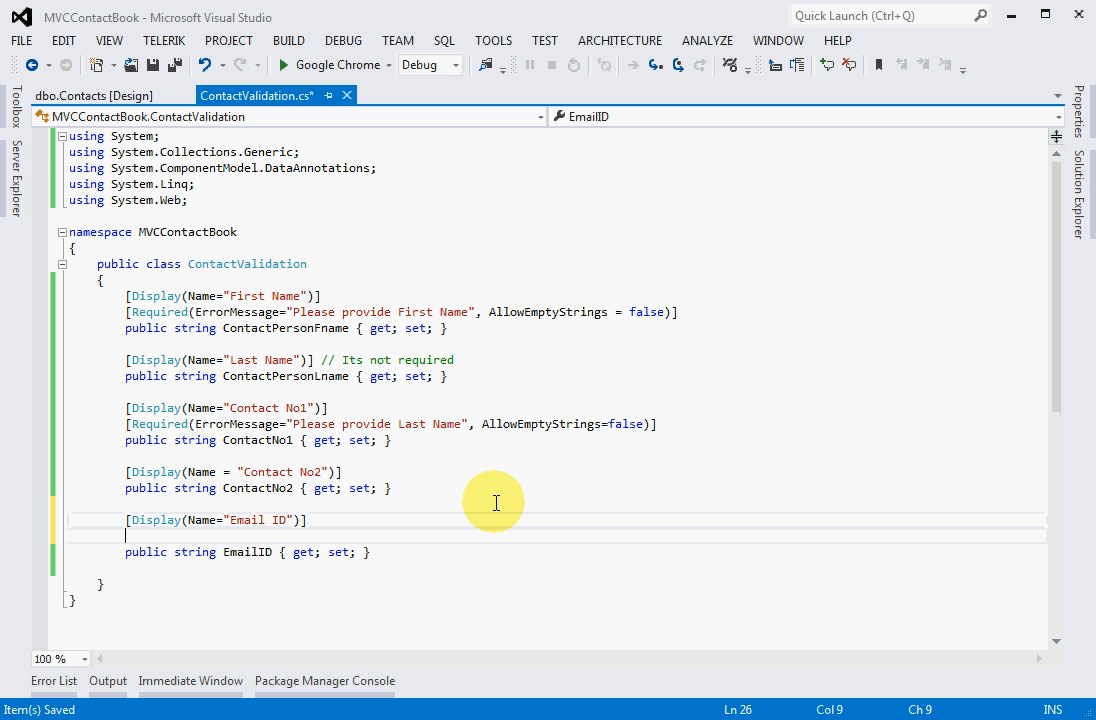 MVCContactBook - Microsoft Visual Studio
Quick Launch (Ctrl+Q)
FILE EDIT VIEW TELERIK PROJECT BUILD DEBUG TEAM SQL TOOLS TEST ARCHITECTURE ANALYZE WINDOW HELP
Google Chrome Debug
dbo.Contacts [Design] ContactValidation.cs*
MVCContactBook.ContactValidation EmailID
Toolbox
Server Explorer
Properties
Solution Explorer
using System;
using System.Collections.Generic;
using System.ComponentModel.DataAnnotations;
using System.Linq;
using System.Web;
namespace MVCContactBook
{
public class ContactValidation
{
[Display(Name="First Name")]
[Required(ErrorMessage="Please provide First Name", AllowEmptyStrings = false)]
public string ContactPersonFname { get; set; }
[Display(Name="Last Name")] // Its not required
public string ContactPersonLname { get; set; }
[Display(Name="Contact No1")]
[Required(ErrorMessage="Please provide Last Name", AllowEmptyStrings=false)]
public string ContactNo1 { get; set; }
[Display(Name = "Contact No2")]
public string ContactNo2 { get; set; }
[Display(Name="Email ID")]
public string EmailID { get; set; }
}
}
100 %
Error List Output Immediate Window Package Manager Console
Item(s) Saved Ln 26 Col 9 Ch 9 INS